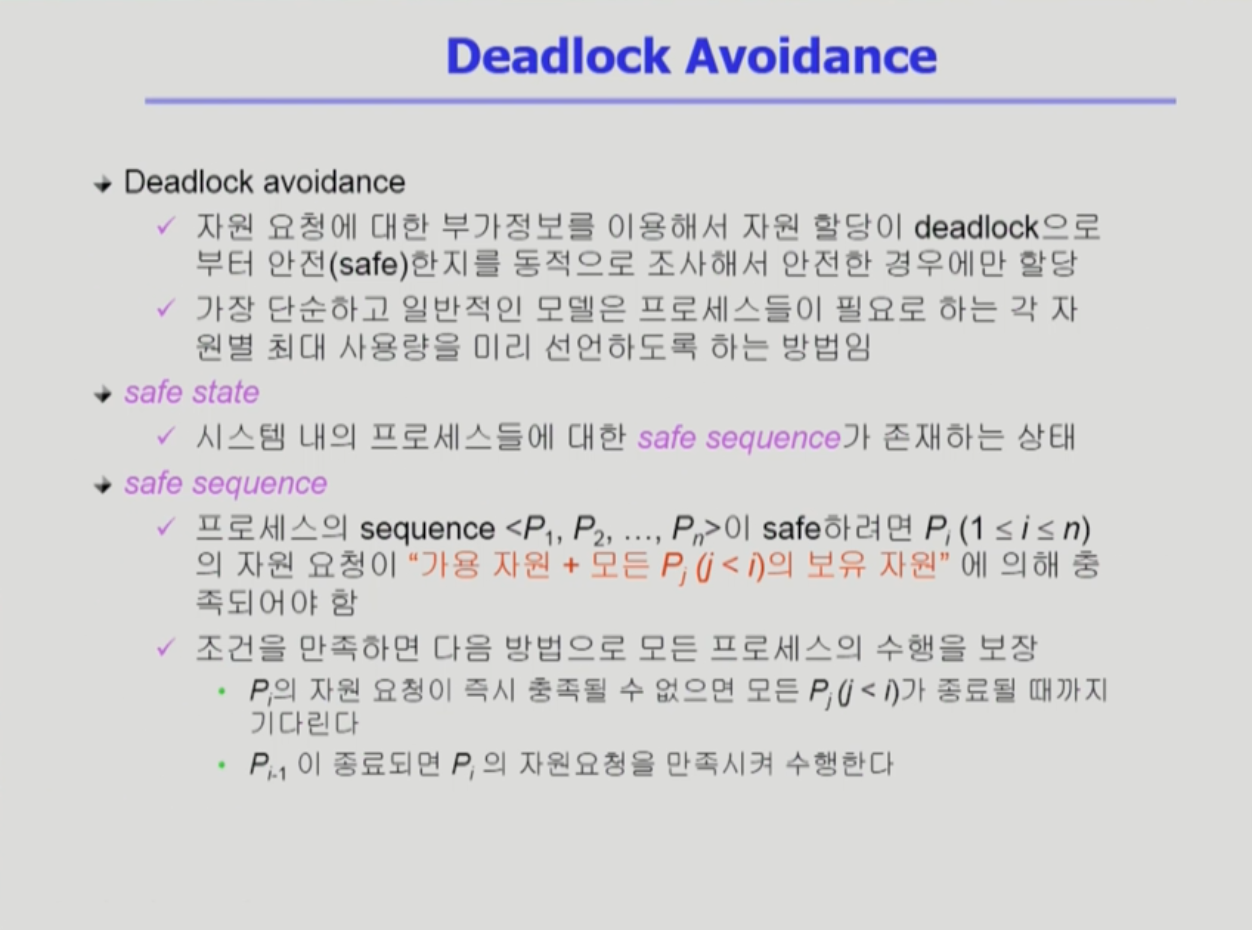 Deadlock Avoidance
Deadlock avoidance
자원 요청에 대한 부가정보를 이용해서 자원 할당이 deadlock으로
부터 안전(safe)한지를 동적으로 조사해서 안전한 경우에만 할당
가장 단순하고 일반적인 모델은 프로세스들이 필요로 하는 각 자
원별 최대 사용량을 미리 선언하도록 하는 방법임
safe state
시스템 내의 프로세스들에 대한 safe sequence가 존재하는 상태
safe sequence
프로세스의 sequence <P1, P2, …, Pn>이 safe하려면 Pi (1 ≤ i ≤ n)
의 자원 요청이 “가용 자원 + 모든 Pj (j < i)의 보유 자원” 에 의해 충
족되어야 함
조건을 만족하면 다음 방법으로 모든 프로세스의 수행을 보장
Pi의 자원 요청이 즉시 충족될 수 없으면 모든 Pj (j < i)가 종료될 때까지
기다린다
Pi-1 이 종료되면 Pi 의 자원요청을 만족시켜 수행한다